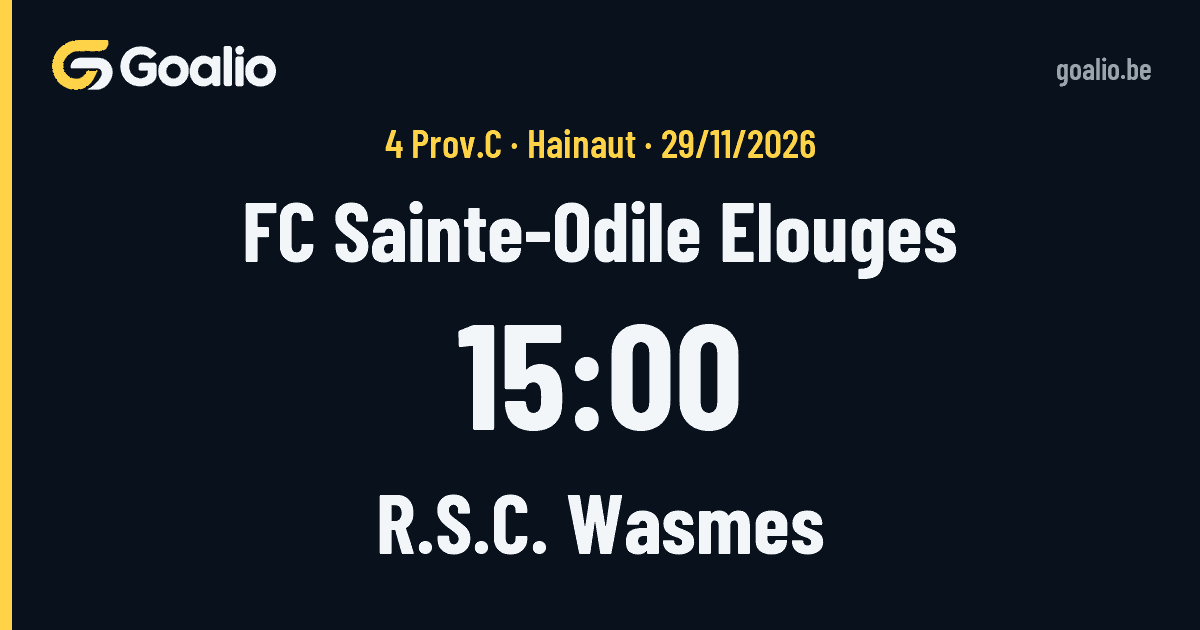 Goalio
goalio.be
4 Prov.C · Hainaut · 29/11/2026
FC Sainte-Odile Elouges
15:00
R.S.C. Wasmes